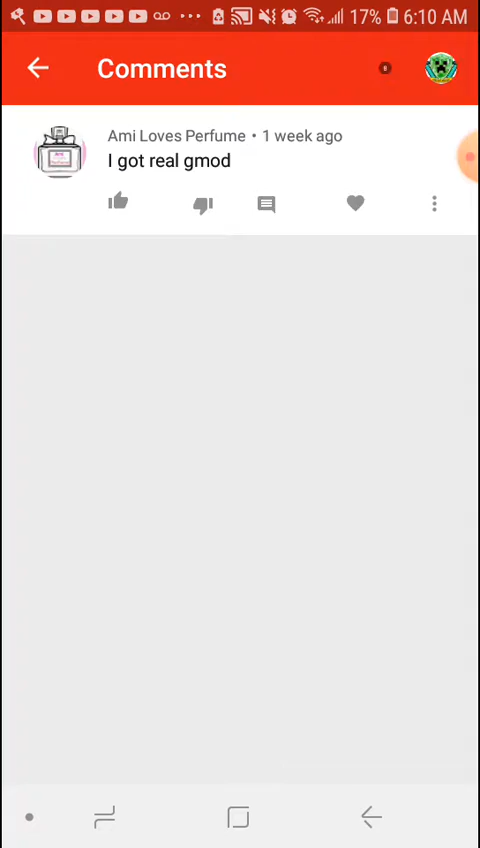 17% 6:10 AM
Comments
Ami Loves Perfume • 1 week ago
I got real gmod